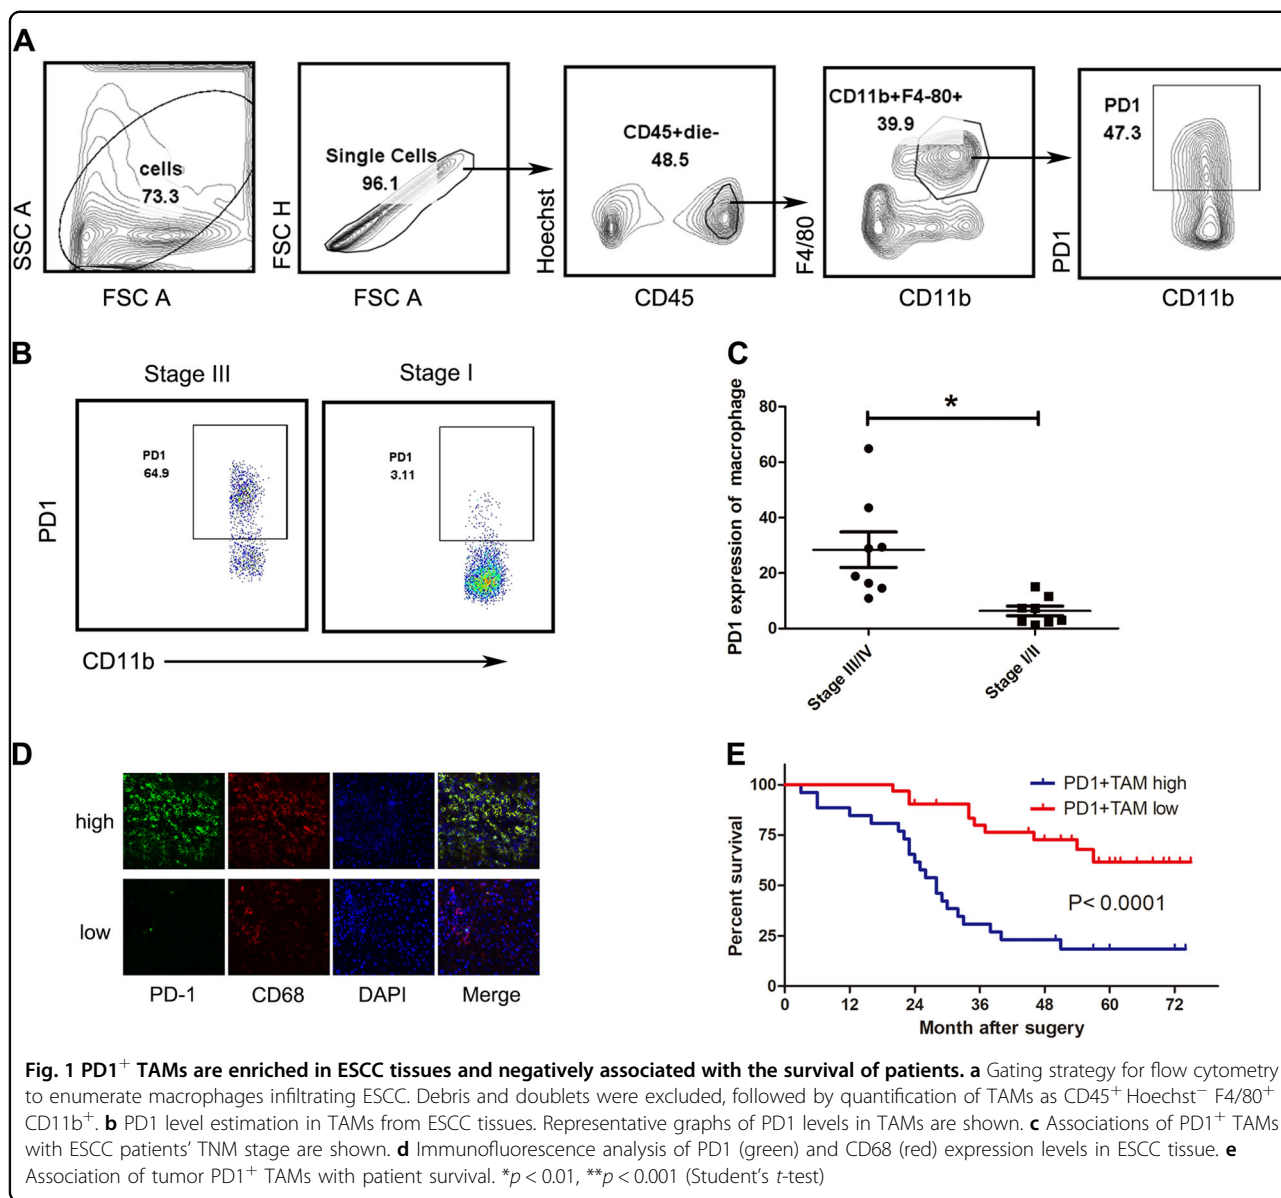 A
cells
73.3
SSC A
FSC A
Single Cells
96.1
FSC H
FSC A
CD45+die-
48.5
Hoechst
CD45
CD11b+F4-80+
39.9
F4/80
CD11b
PD1
47.3
PD1
CD11b
B
Stage III
Stage I
PD1
64.9
PD1
3.11
PD1
CD11b
C
*
PD1 expression of macrophage
80
60
40
20
0
Stage III/IV
Stage I/II
D
high
low
PD-1
CD68
DAPI
Merge
E
PD1+TAM high
PD1+TAM low
Percent survival
100
75
50
25
0
P< 0.0001
0
12
24
36
48
60
72
Month after sugery
Fig. 1 PD1+ TAMs are enriched in ESCC tissues and negatively associated with the survival of patients. a Gating strategy for flow cytometry
to enumerate macrophages infiltrating ESCC. Debris and doublets were excluded, followed by quantification of TAMs as CD45+ Hoechst− F4/80+
CD11b+. b PD1 level estimation in TAMs from ESCC tissues. Representative graphs of PD1 levels in TAMs are shown. c Associations of PD1+ TAMs
with ESCC patients' TNM stage are shown. d Immunofluorescence analysis of PD1 (green) and CD68 (red) expression levels in ESCC tissue. e
Association of tumor PD1+ TAMs with patient survival. *p < 0.01, **p < 0.001 (Student's t-test)